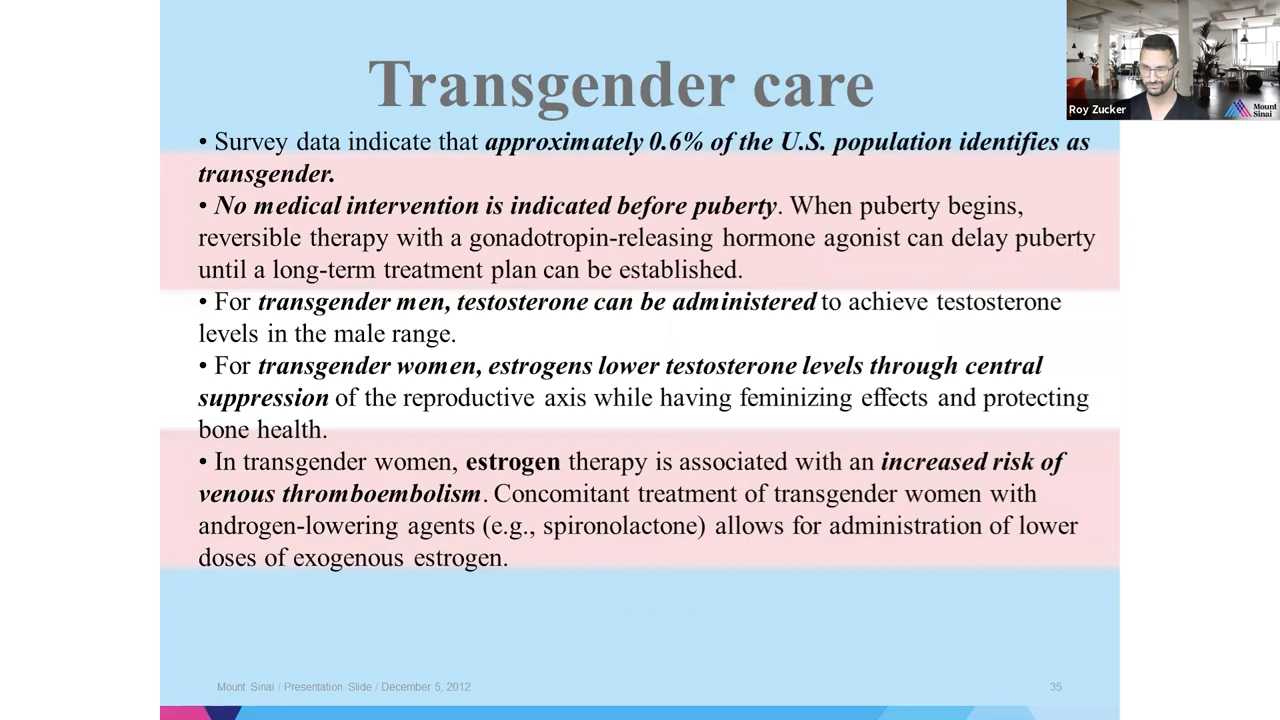 Transgender care
• Survey data indicate that approximately 0.6% of the U.S. population identifies as
transgender.
• No medical intervention is indicated before puberty. When puberty begins,
reversible therapy with a gonadotropin-releasing hormone agonist can delay puberty
until a long-term treatment plan can be established.
• For transgender men, testosterone can be administered to achieve testosterone
levels in the male range.
• For transgender women, estrogens lower testosterone levels through central
suppression of the reproductive axis while having feminizing effects and protecting
bone health.
• In transgender women, estrogen therapy is associated with an increased risk of
venous thromboembolism. Concomitant treatment of transgender women with
androgen-lowering agents (e.g., spironolactone) allows for administration of lower
doses of exogenous estrogen.
Mount Sinai / Presentation Slide / December 5, 2012
35
Roy Zucker
Mount
Sinai